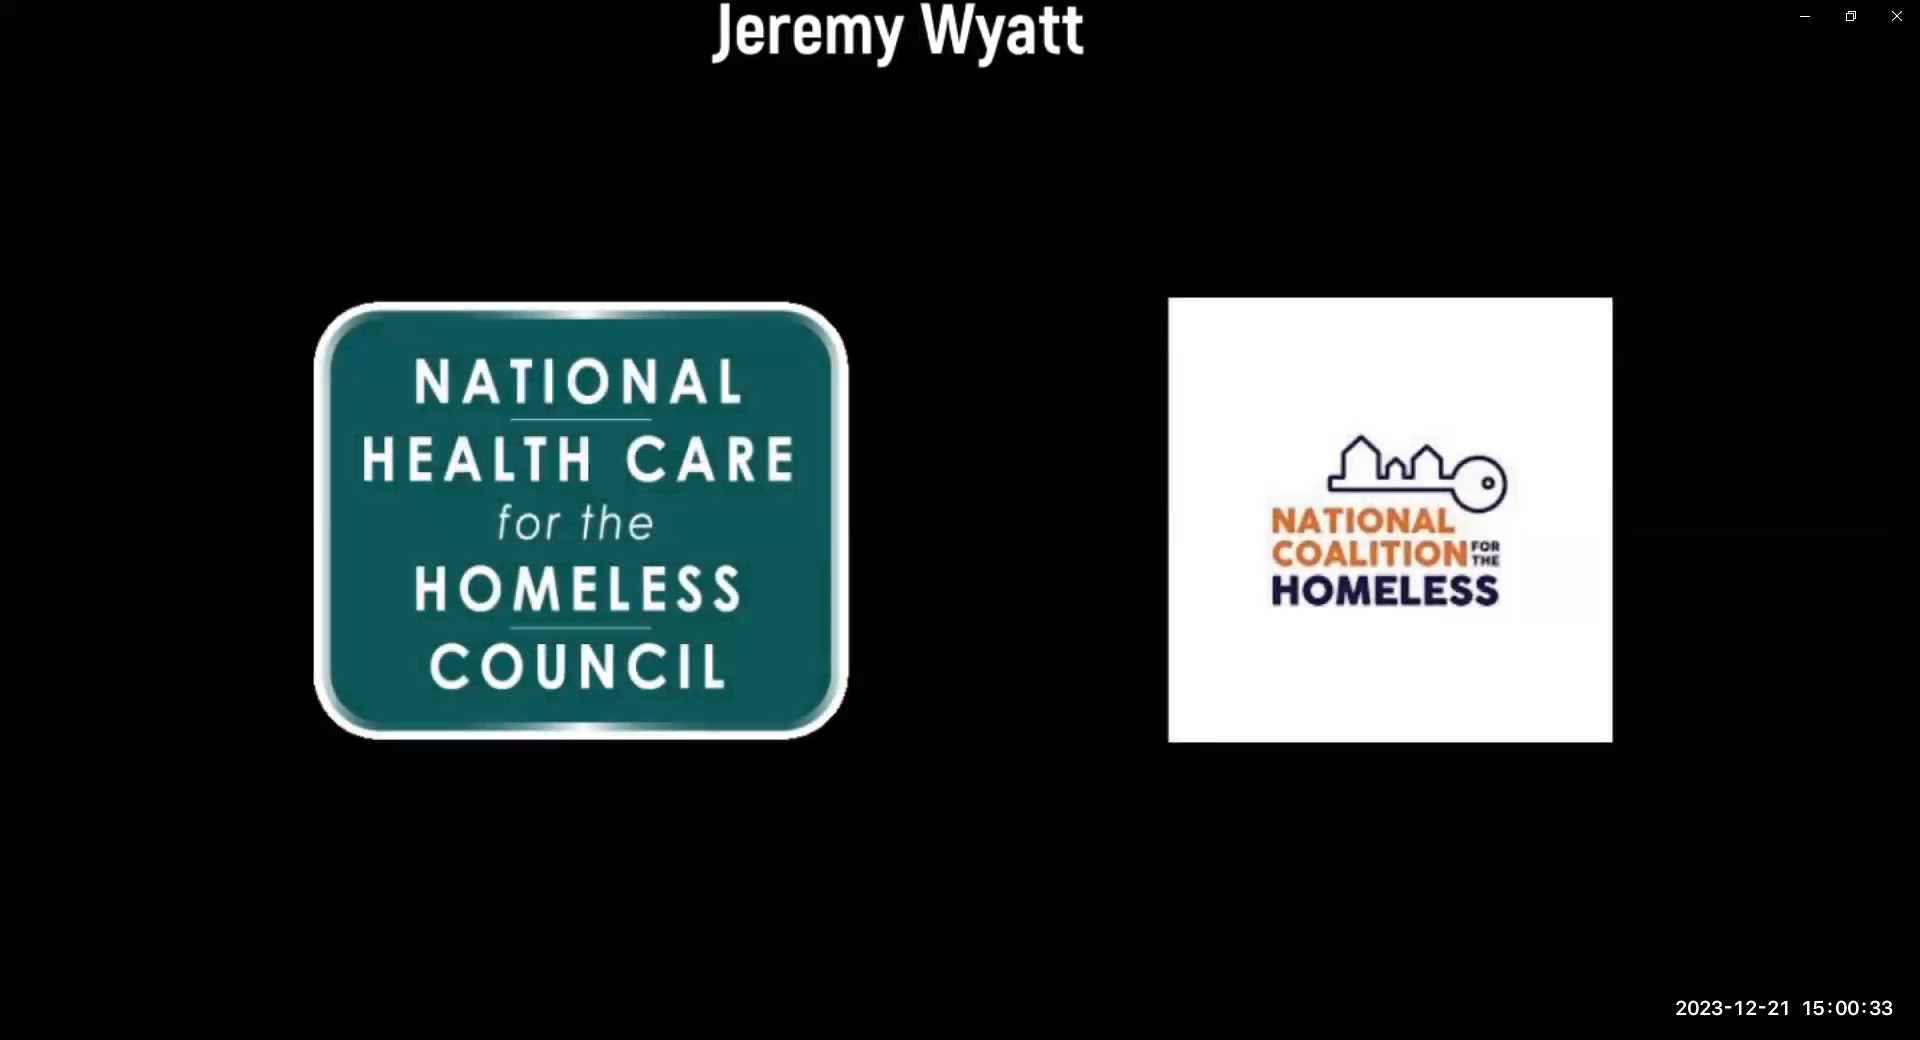 Jeremy Wyatt
NATIONAL
HEALTH CARE
for the
HOMELESS
COUNCIL
NATIONAL
COALITION FOR THE
HOMELESS
2023-12-21 15:00:33